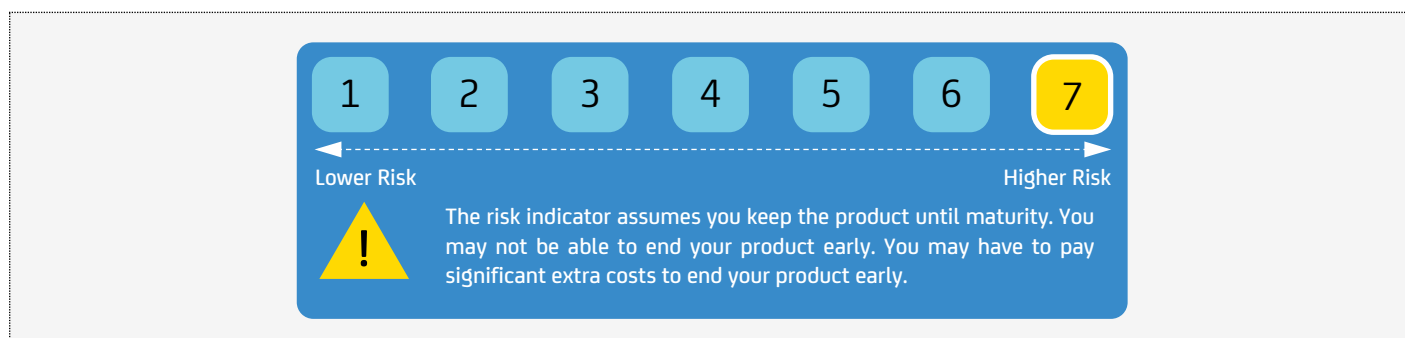 1 2 3 4 5 6 7
Lower Risk Higher Risk
!
The risk indicator assumes you keep the product until maturity. You
may not be able to end your product early. You may have to pay
significant extra costs to end your product early.